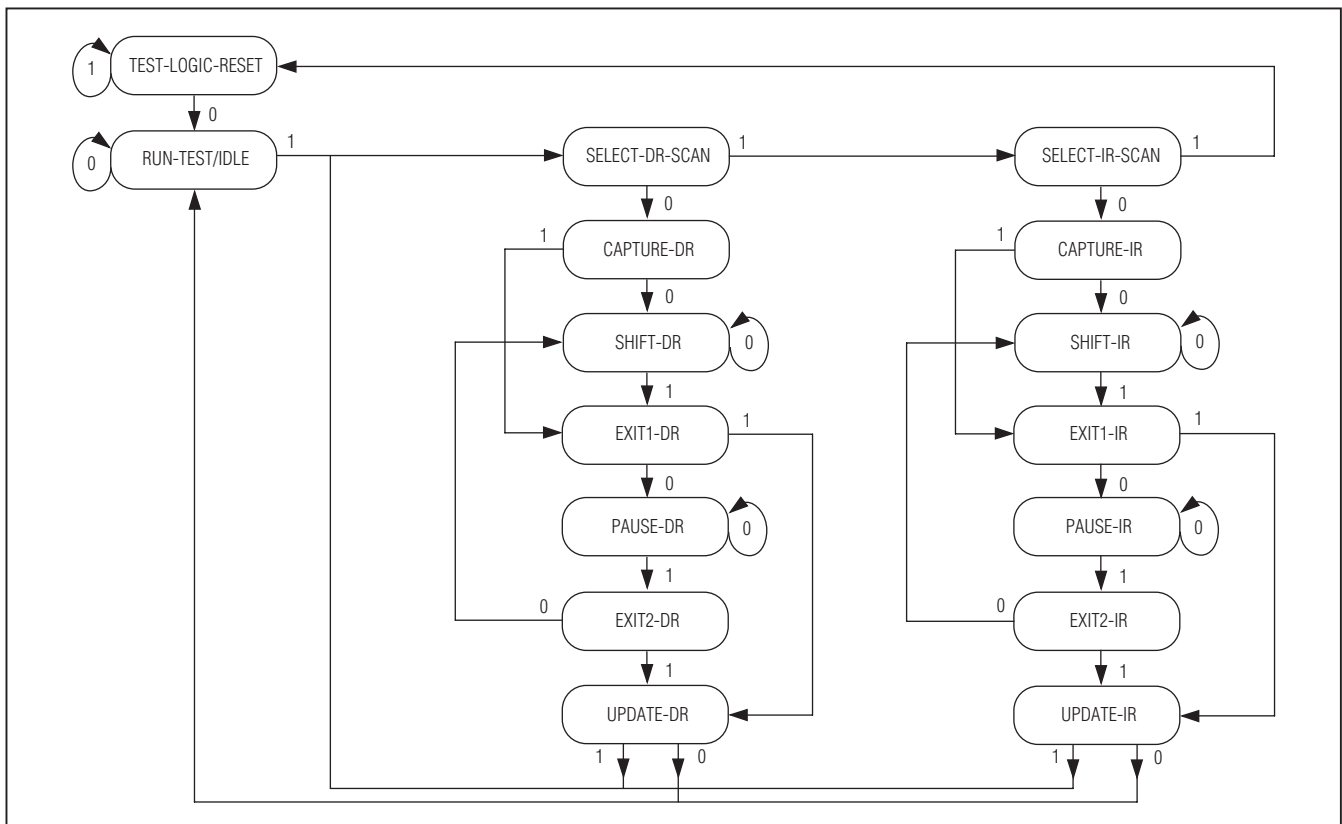 TEST-LOGIC-RESET
1
0
RUN-TEST/IDLE
0
1
SELECT-DR-SCAN
1
SELECT-IR-SCAN
1
0
0
1
CAPTURE-DR
1
CAPTURE-IR
0
0
SHIFT-DR
0
SHIFT-IR
0
1
1
EXIT1-DR
1
EXIT1-IR
1
0
0
PAUSE-DR
0
PAUSE-IR
0
1
1
0
EXIT2-DR
0
EXIT2-IR
1
1
UPDATE-DR
UPDATE-IR
1
0
1
0